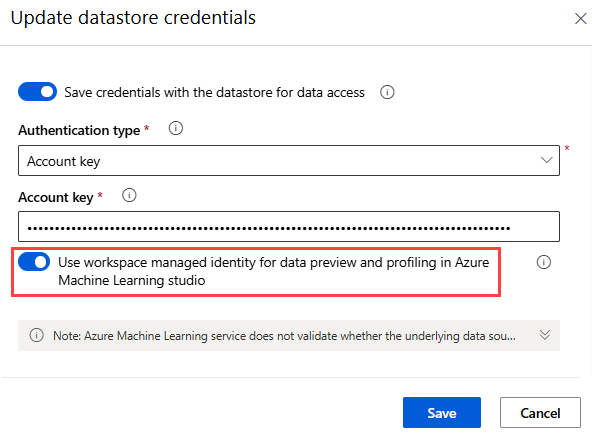 Update datastore credentials
Save credentials with the datastore for data access
Authentication type *
Account key
*
Account key *
••••••••••••••••••••••••••••••••••••••••••••••••••••••••••••••••••••••••••••••••••••••••
Use workspace managed identity for data preview and profiling in Azure
Machine Learning studio
Note: Azure Machine Learning service does not validate whether the underlying data sou...
Save
Cancel